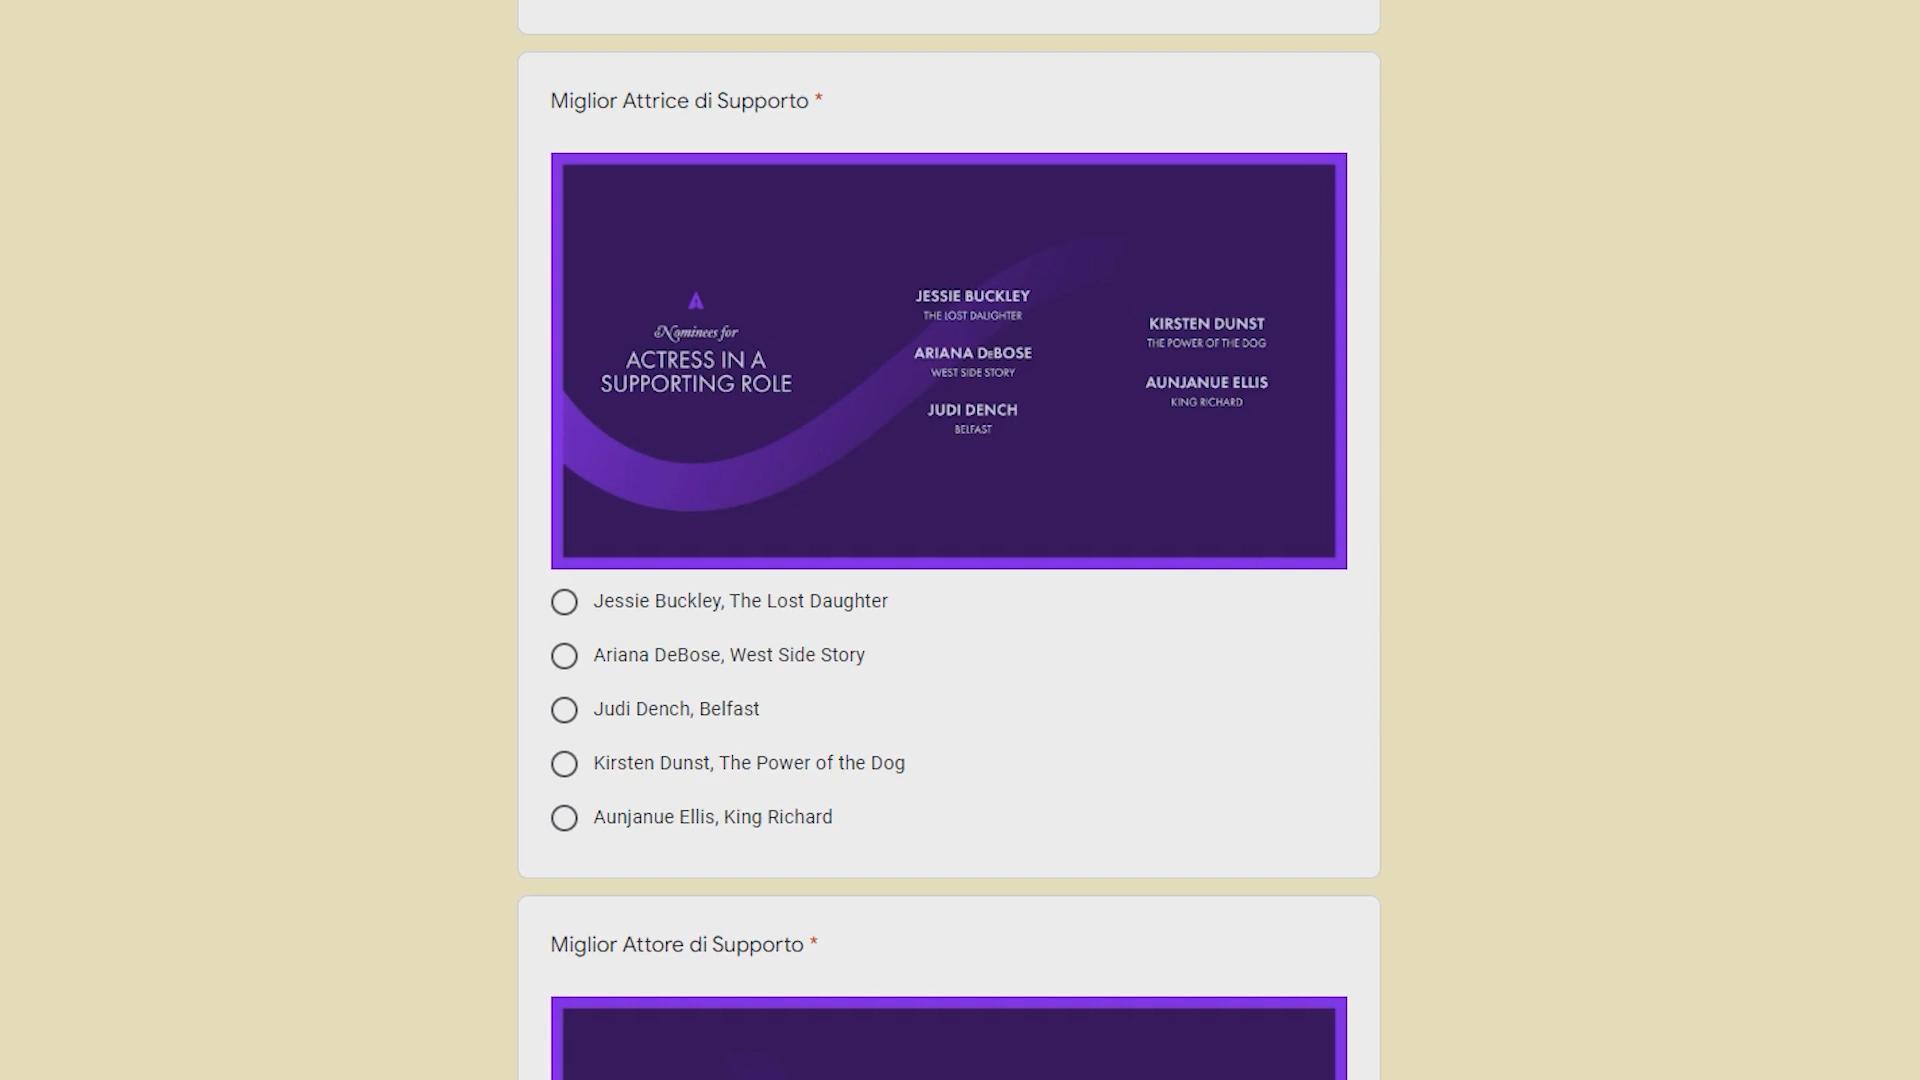 Miglior Attrice di Supporto *
Nominees for
ACTRESS IN A
SUPPORTING ROLE
JESSIE BUCKLEY
THE LOST DAUGHTER
ARIANA DeBOSE
WEST SIDE STORY
JUDI DENCH
BELFAST
KIRSTEN DUNST
THE POWER OF THE DOG
AUNJANUE ELLIS
KING RICHARD
Jessie Buckley, The Lost Daughter
Ariana DeBose, West Side Story
Judi Dench, Belfast
Kirsten Dunst, The Power of the Dog
Aunjanue Ellis, King Richard
Miglior Attore di Supporto *